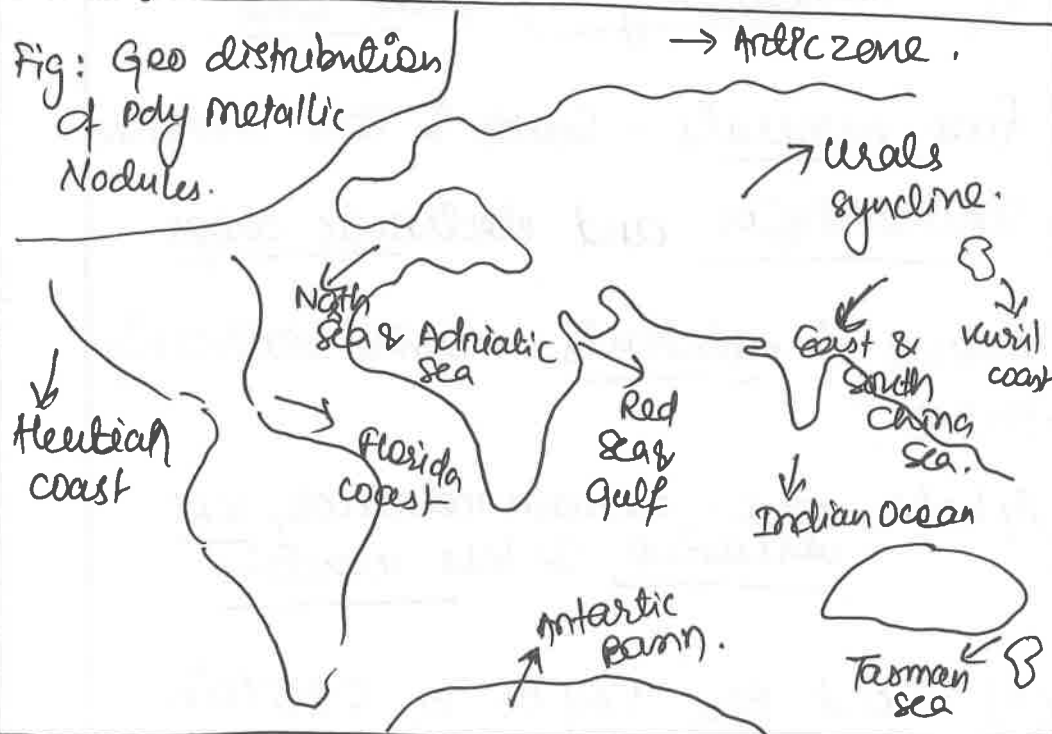 Fig: Geo distribution
of Poly metallic
Nodules.
→ Artic zone.
Urals
syncline.
North
sea & Adriatic
sea
East &
South
China
sea.
Kuril
coast
Aleutian
coast
Florida
coast
Red
sea &
gulf
Indian Ocean
Antartic
Basin.
Tasman
sea